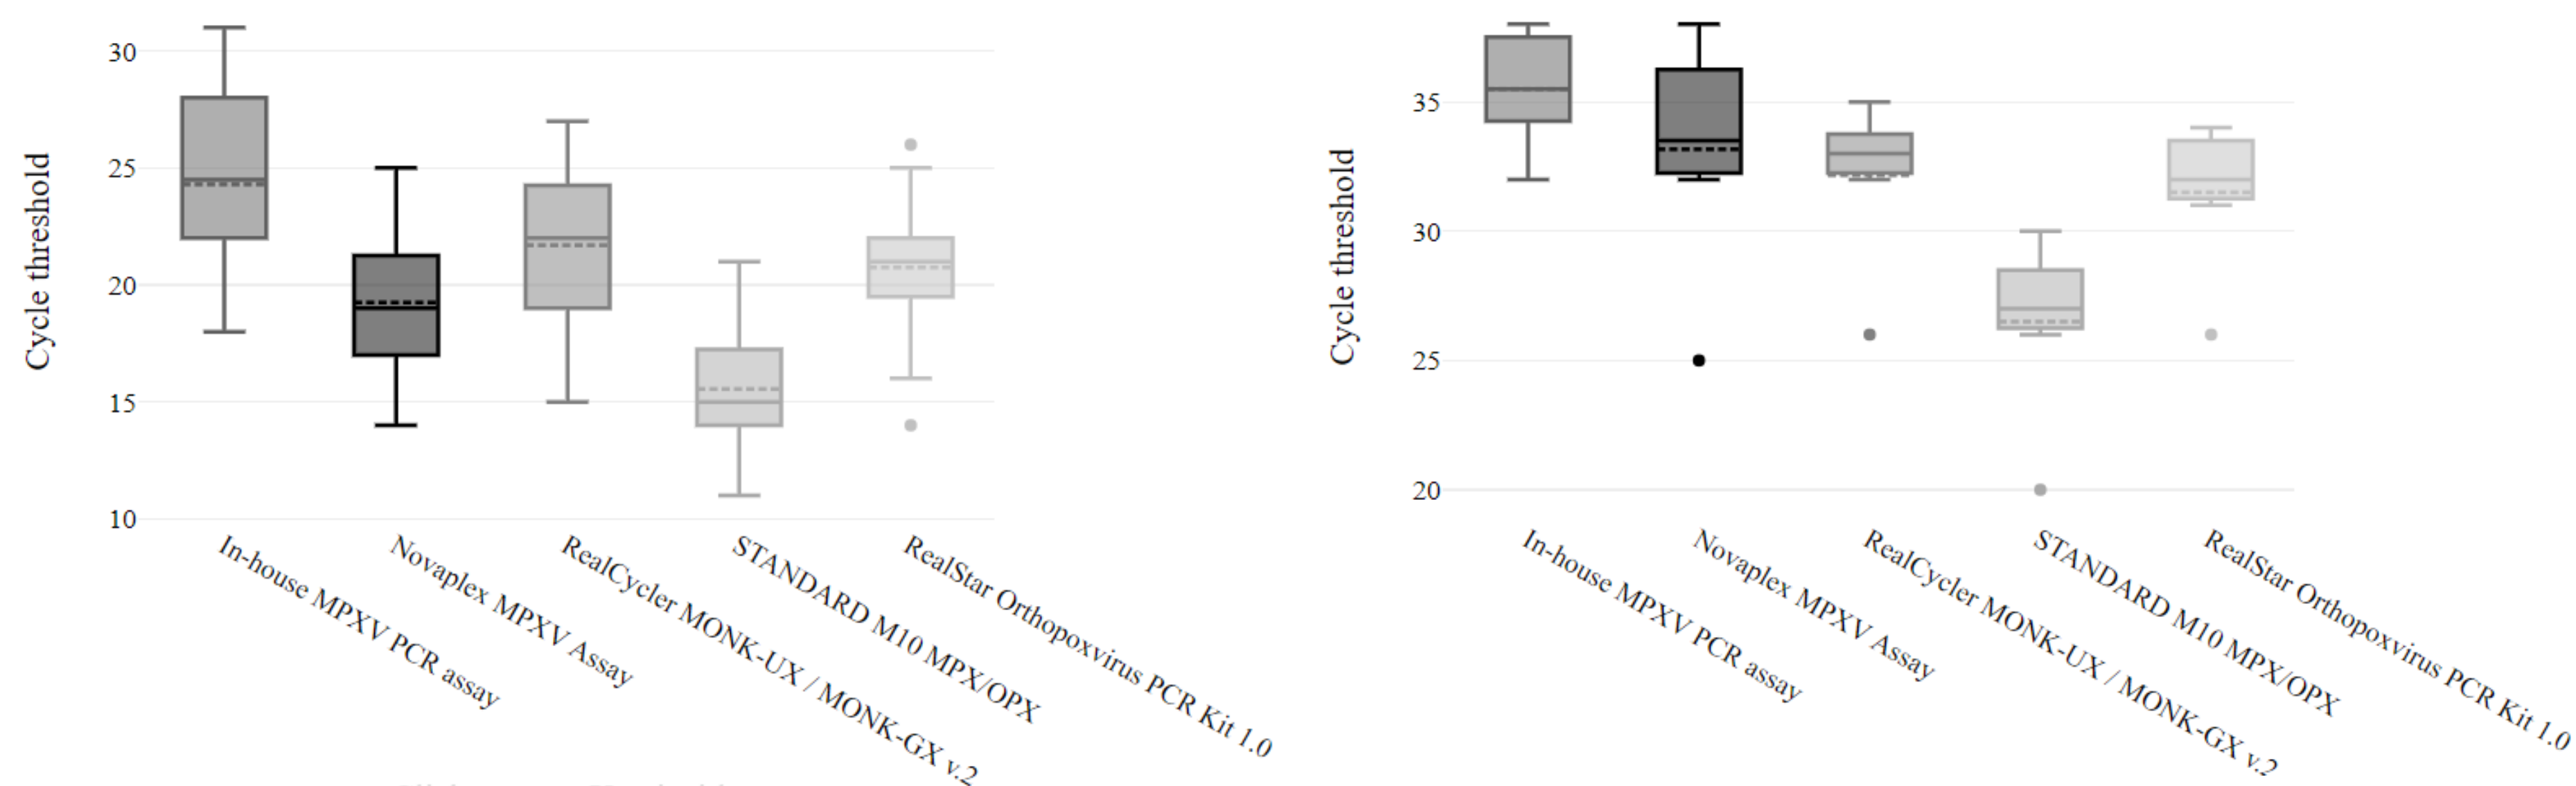 Cycle threshold
30
25
20
15
10
In-house MPXV PCR assay
Novaplex MPXV Assay
RealCycler MONK-UX / MONK-GX v.2
STANDARD M10 MPX/OPX
RealStar Orthopoxvirus PCR Kit 1.0
Cycle threshold
35
30
25
20
In-house MPXV PCR assay
Novaplex MPXV Assay
RealCycler MONK-UX / MONK-GX v.2
STANDARD M10 MPX/OPX
RealStar Orthopoxvirus PCR Kit 1.0